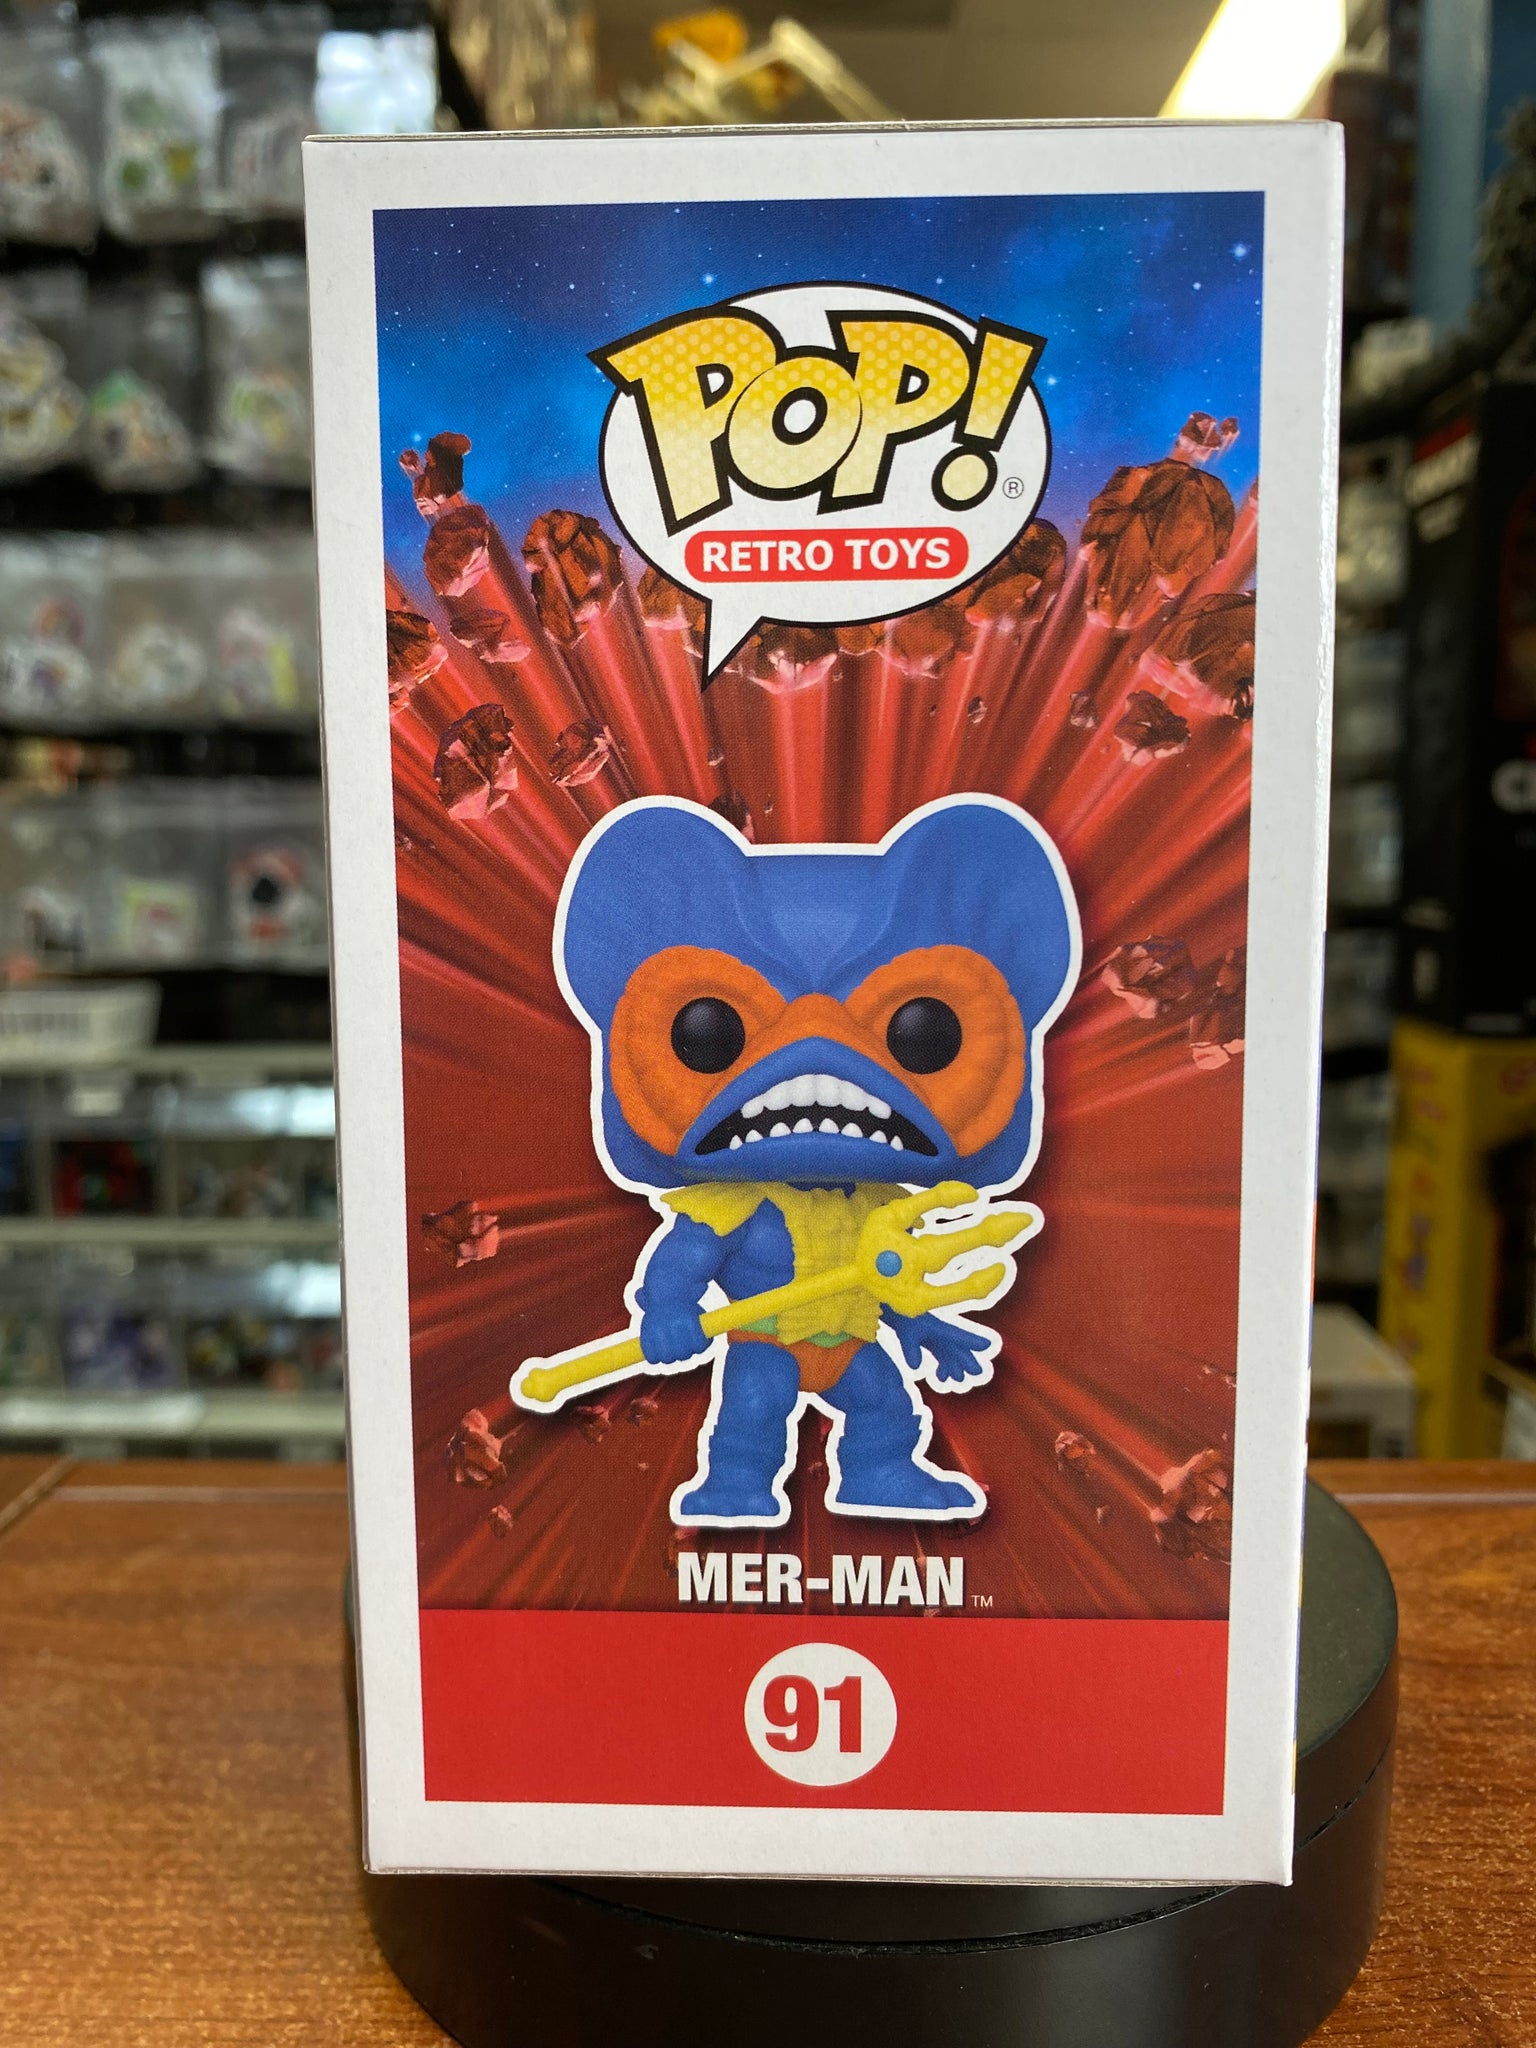 POP! ®
RETRO TOYS
MER-MAN ™
91